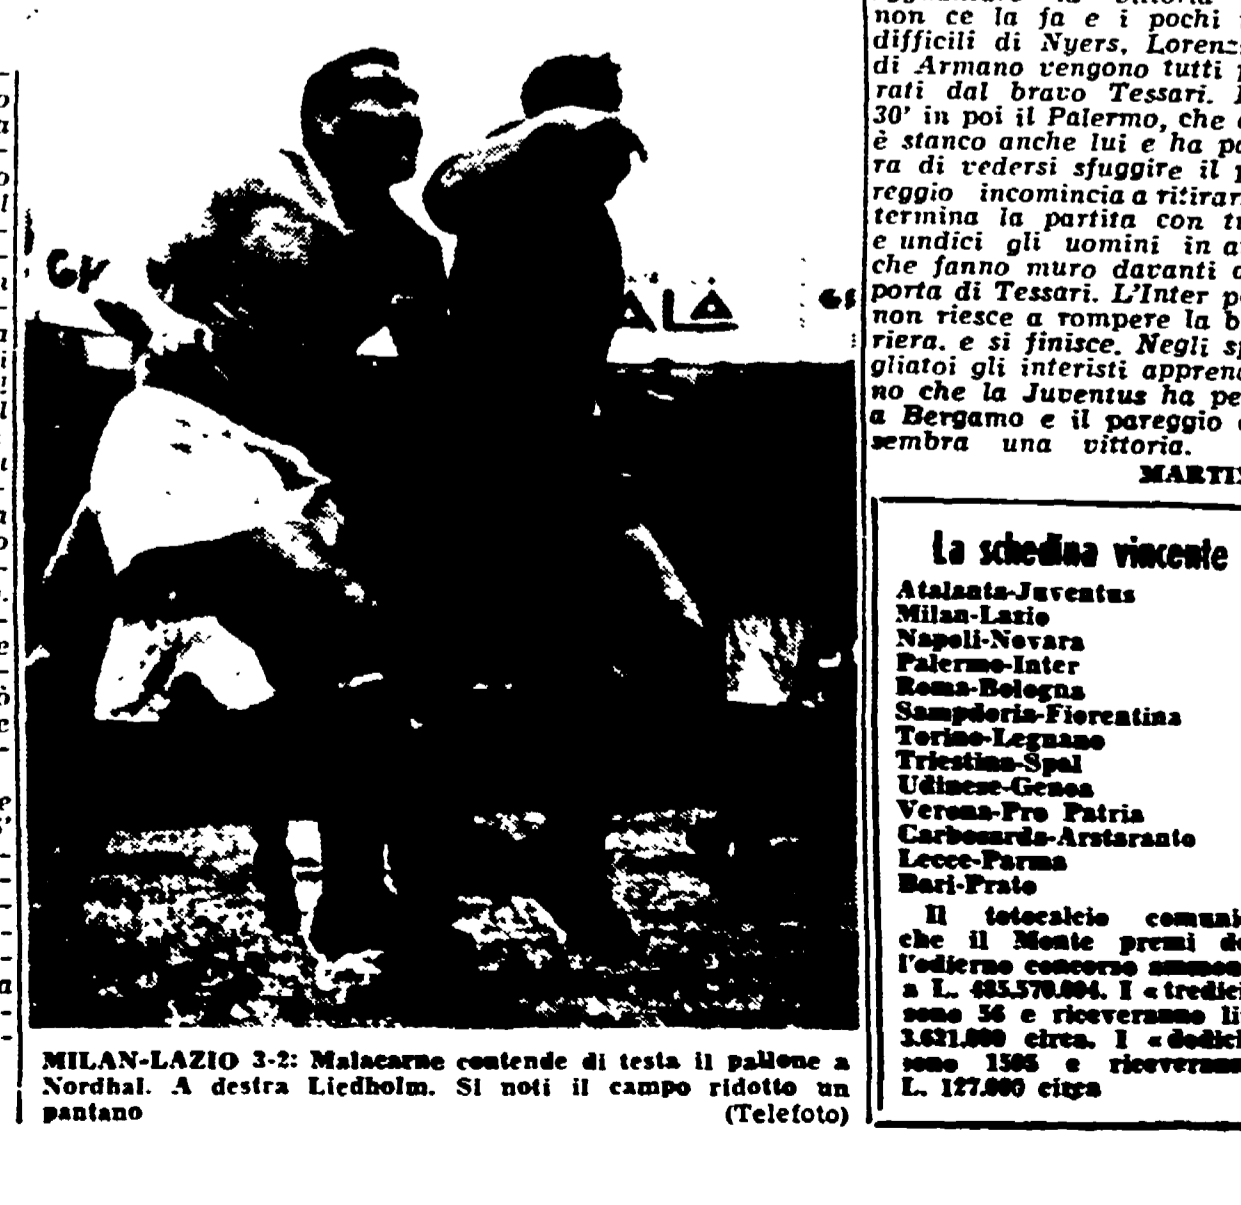 non ce la fa e i pochi
difficili di Nyers, Lorenz
di Armano vengono tutti
rati dal bravo Tessari.
30' in poi il Palermo, che
è stanco anche lui e ha
ra di vedersi sfuggire il
reggio incomincia a ritirar
termina la partita con
e undici gli uomini in
che fanno muro davanti
porta di Tessari. L'Inter
non riesce a rompere la
riera. e si finisce. Negli
gliatoi gli interisti appren
no che la Juventus ha pe
a Bergamo e il pareggio
sembra una vittoria.
MARTI
ALA
MILAN-LAZIO 3-2: Malacarne contende di testa il pallone a
Nordhal. A destra Liedholm. Si noti il campo ridotto un
pantano (Telefoto)
La schedina vincente
Atalanta-Juventus
Milan-Lazio
Napoli-Novara
Palermo-Inter
Roma-Bologna
Sampdoria-Fiorentina
Torino-Legnano
Triestina-Spal
Udinese-Genoa
Verona-Pro Patria
Carbosarda-Arstaranto
Lecce-Parma
Bari-Prato
Il totocalcio comuni
che il Monte premi de
l'odierno concorso ammon
a L. 485.570.004. I « tredici
sono 56 e riceveranno li
circa. I « dodici
sono 1505 e riceveranno
L. 127.000 circa